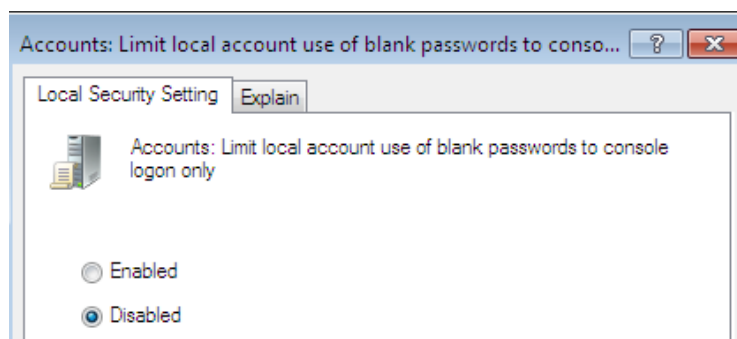 Accounts: Limit local account use of blank passwords to conso...
Local Security Setting
Explain
Accounts: Limit local account use of blank passwords to console
logon only
Enabled
Disabled